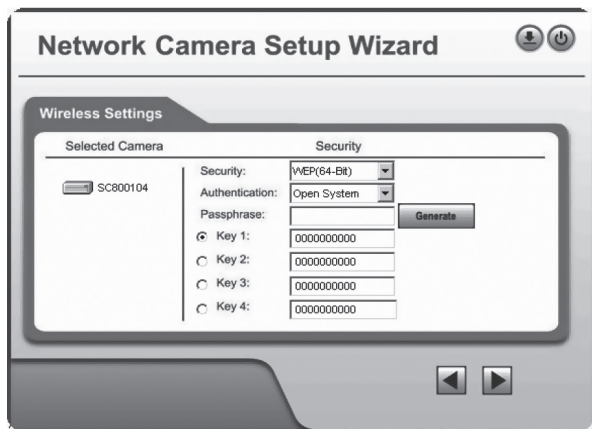 Network Camera Setup Wizard
Wireless Settings
Selected Camera
Security
SC800104
Security: WEP(64-Bit)
Authentication: Open System
Passphrase: Generate
Key 1: 0000000000
Key 2: 0000000000
Key 3: 0000000000
Key 4: 0000000000